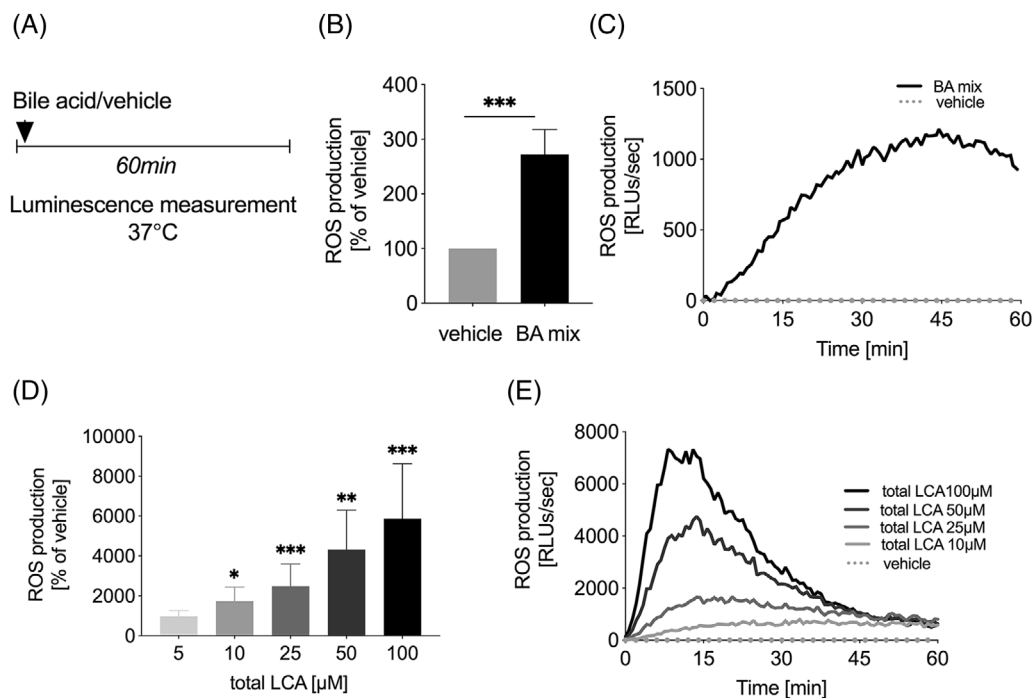 (A)
Bile acid/vehicle
60min
Luminescence measurement
37°C
(B)
ROS production
[% of vehicle]
400
300
200
100
0
***
vehicle BA mix
(C)
ROS production
[RLUs/sec]
1500
1000
500
0
BA mix
vehicle
0 15 30 45 60
Time [min]
(D)
ROS production
[% of vehicle]
10000
8000
6000
4000
2000
0
* *** ** ***
5 10 25 50 100
total LCA [µM]
(E)
ROS production
[RLUs/sec]
8000
6000
4000
2000
0
total LCA100µM
total LCA 50µM
total LCA 25µM
total LCA 10µM
vehicle
0 15 30 45 60
Time [min]